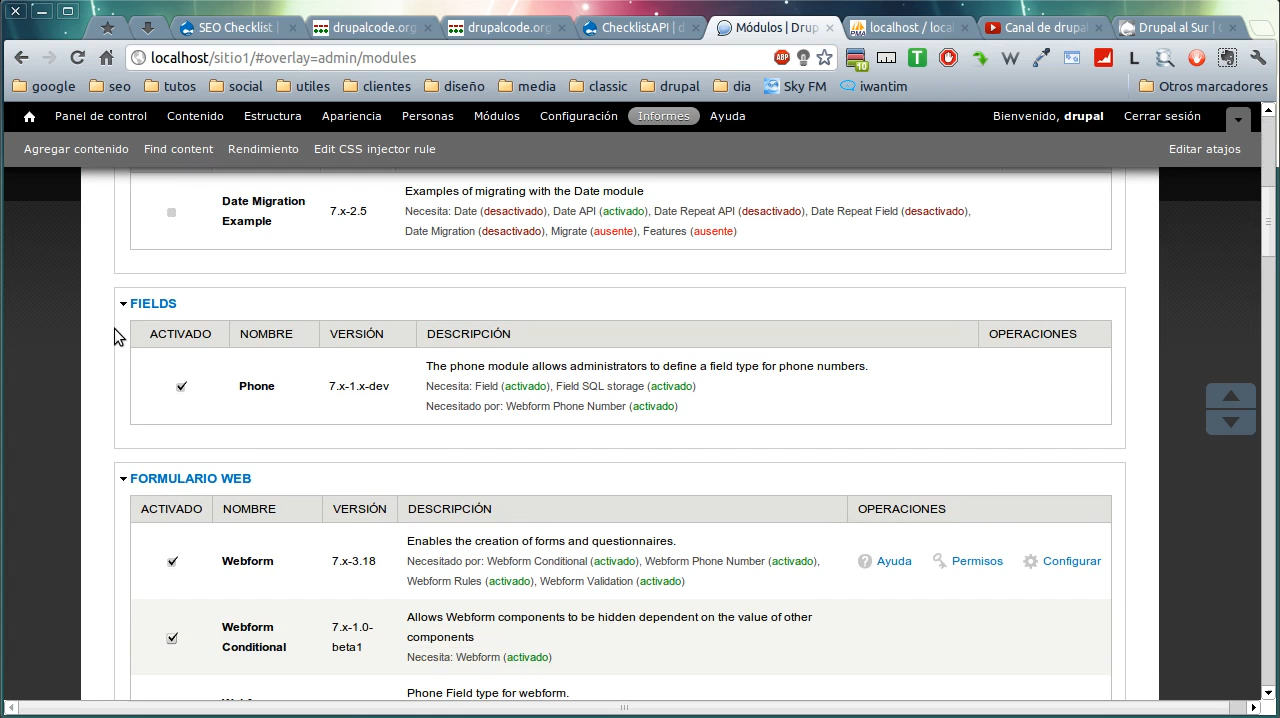 SEO Checklist |
drupalcode.org
drupalcode.org
ChecklistAPI | d
Módulos | Drup
localhost / local
Canal de drupal
Drupal al Sur |
localhost/sitio1/#overlay=admin/modules
ABP
10
T
W
L
google seo tutos social utiles clientes diseño media classic drupal dia Sky FM iwantim Otros marcadores
Panel de control Contenido Estructura Apariencia Personas Módulos Configuración Informes Ayuda Bienvenido, drupal Cerrar sesión
Agregar contenido Find content Rendimiento Edit CSS injector rule Editar atajos
Date Migration
Example
7.x-2.5
Examples of migrating with the Date module
Necesita: Date (desactivado), Date API (activado), Date Repeat API (desactivado), Date Repeat Field (desactivado),
Date Migration (desactivado), Migrate (ausente), Features (ausente)
FIELDS
ACTIVADO NOMBRE VERSIÓN DESCRIPCIÓN OPERACIONES
Phone
7.x-1.x-dev
The phone module allows administrators to define a field type for phone numbers.
Necesita: Field (activado), Field SQL storage (activado)
Necesitado por: Webform Phone Number (activado)
FORMULARIO WEB
ACTIVADO NOMBRE VERSIÓN DESCRIPCIÓN OPERACIONES
Webform
7.x-3.18
Enables the creation of forms and questionnaires.
Necesitado por: Webform Conditional (activado), Webform Phone Number (activado),
Webform Rules (activado), Webform Validation (activado)
Ayuda Permisos Configurar
Webform
Conditional
7.x-1.0-
beta1
Allows Webform components to be hidden dependent on the value of other
components
Necesita: Webform (activado)
Phone Field type for webform.